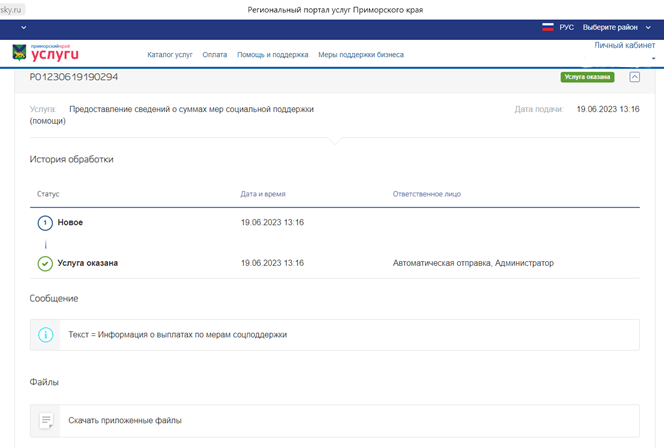 sky.ru
Региональный портал услуг Приморского края
РУС Выберите район
приморскийкрай
услуги
Каталог услуг Оплата Помощь и поддержка Меры поддержки бизнеса
Личный кабинет
P01230619190294 Услуга оказана
Услуга: Предоставление сведений о суммах мер социальной поддержки Дата подачи: 19.06.2023 13:16
(помощи)
История обработки
Статус Дата и время Ответственное лицо
1 Новое 19.06.2023 13:16
Услуга оказана 19.06.2023 13:16 Автоматическая отправка, Администратор
Сообщение
Текст = Информация о выплатах по мерам соцподдержки
Файлы
Скачать приложенные файлы